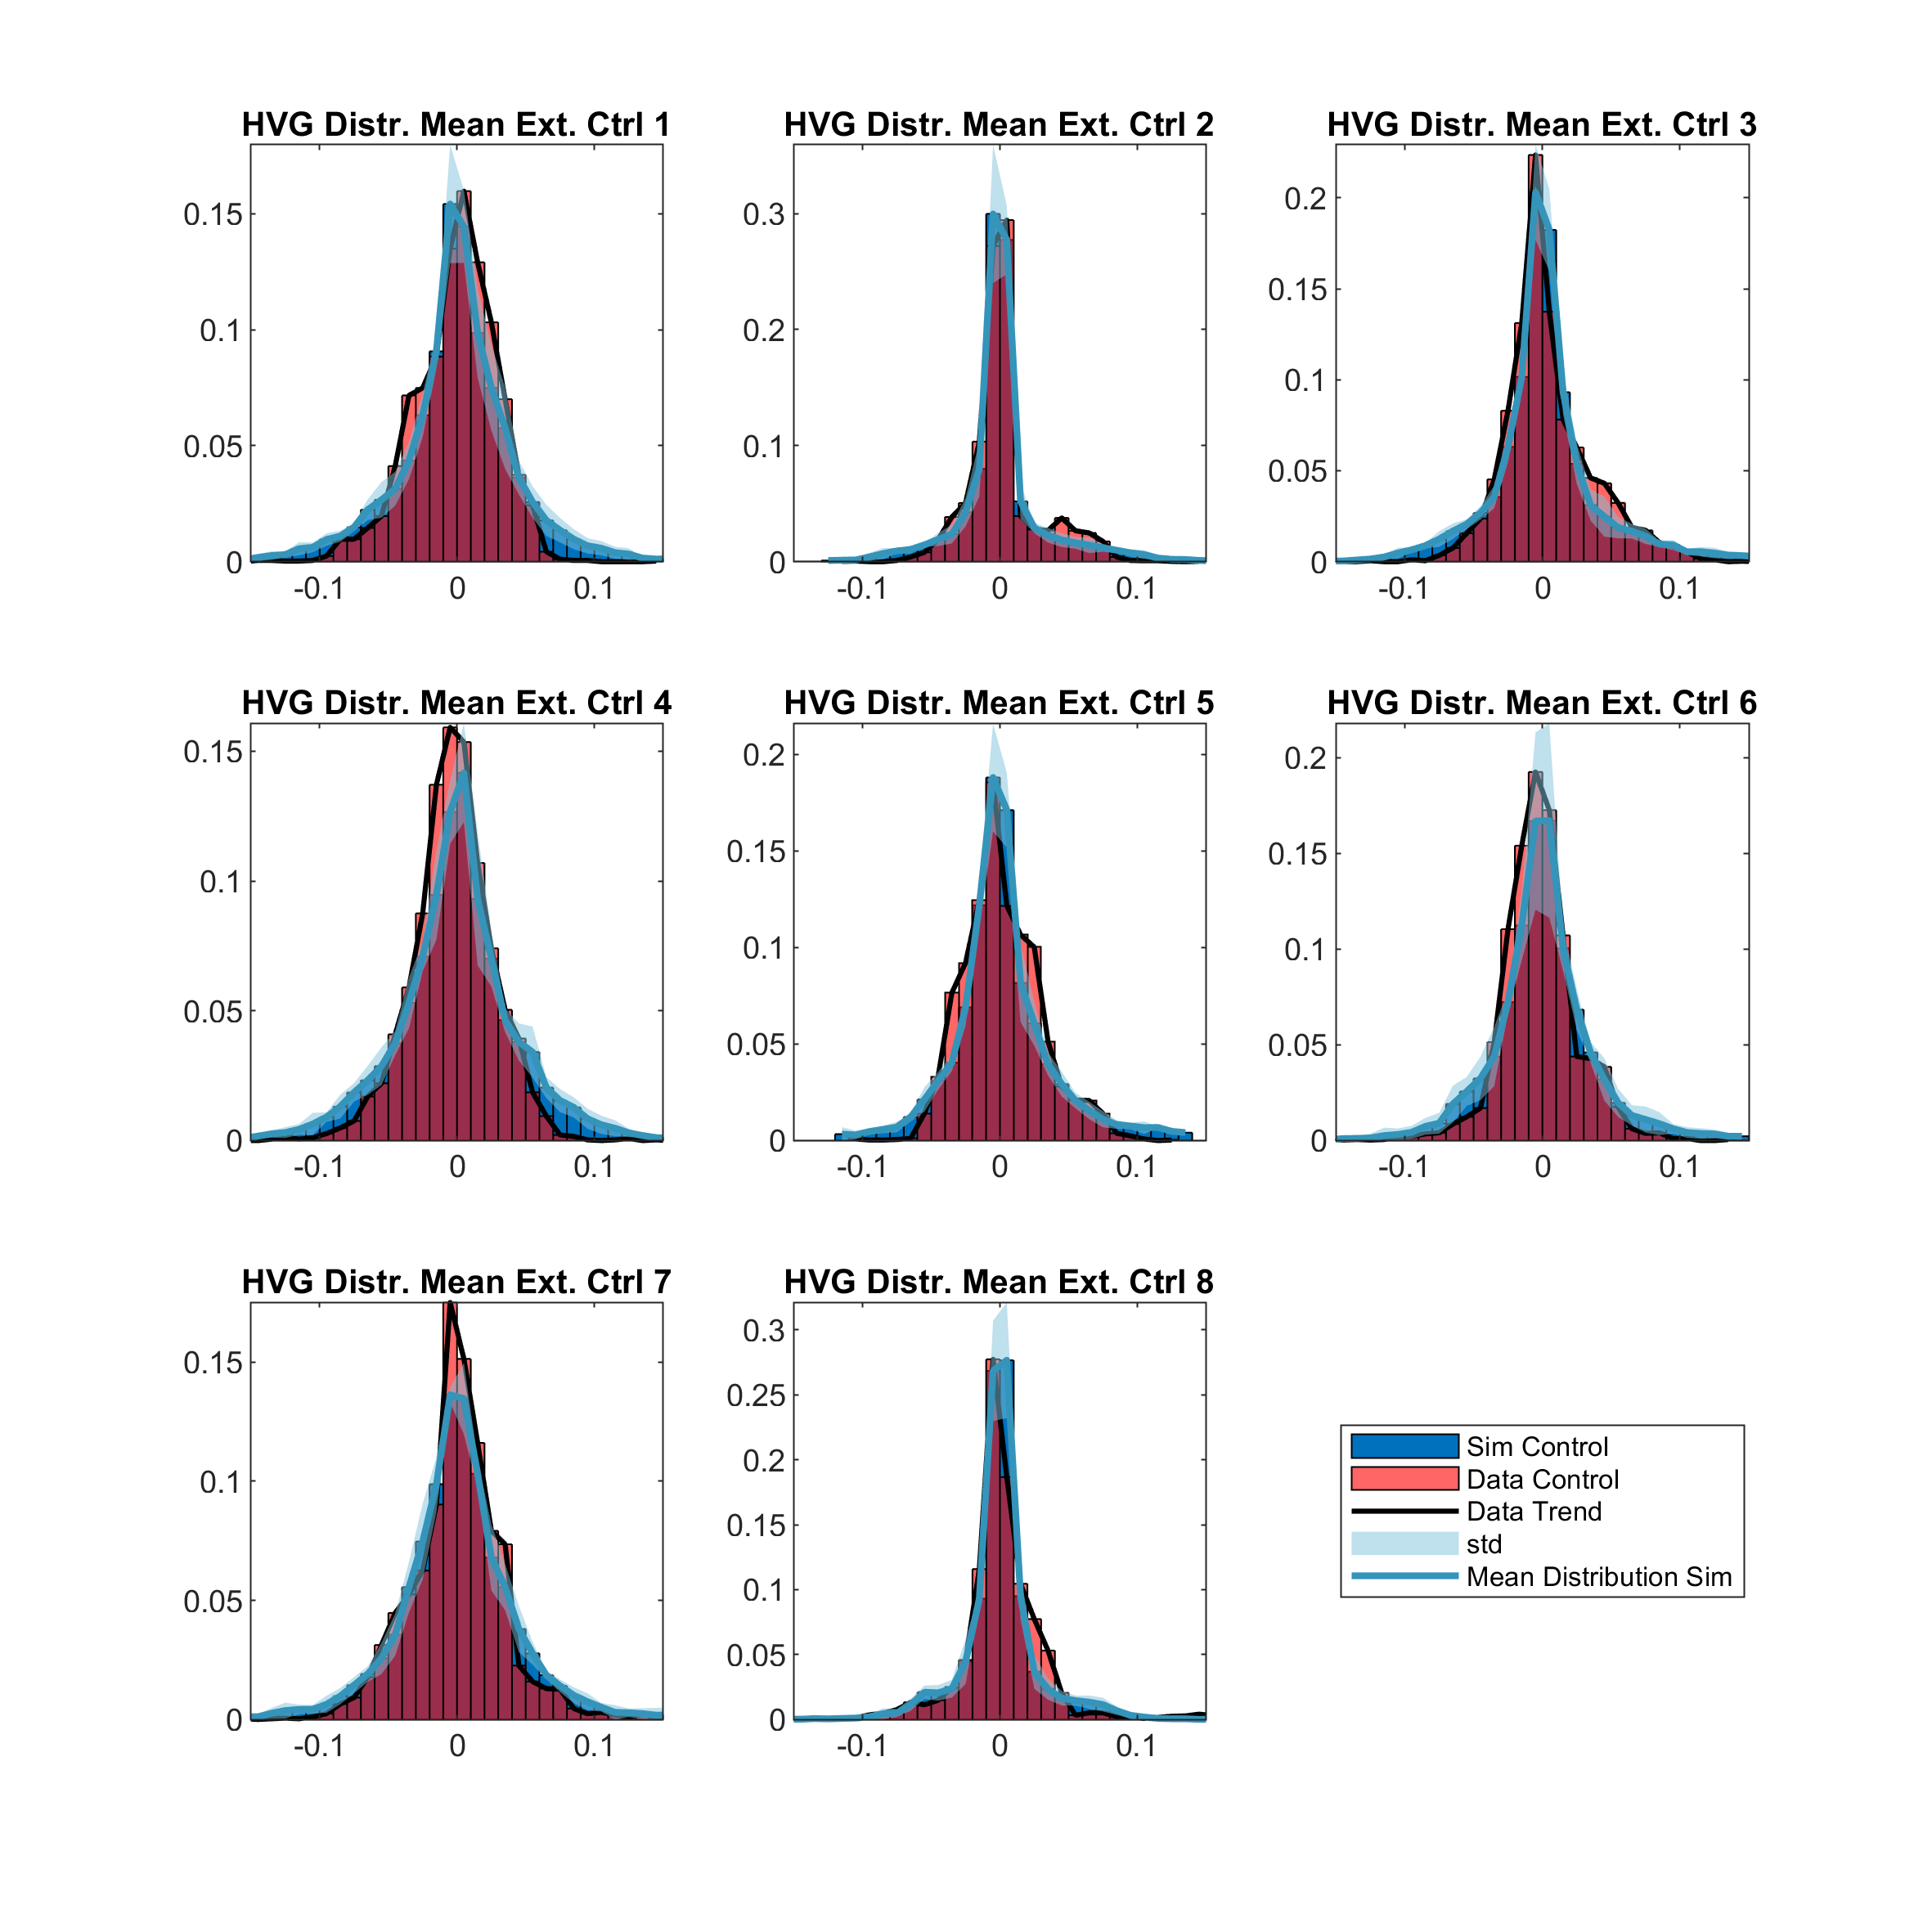 HVG Distr. Mean Ext. Ctrl 1
0.15
0.1
0.05
0
-0.1 0 0.1
HVG Distr. Mean Ext. Ctrl 2
0.3
0.2
0.1
0
-0.1 0 0.1
HVG Distr. Mean Ext. Ctrl 3
0.2
0.15
0.1
0.05
0
-0.1 0 0.1
HVG Distr. Mean Ext. Ctrl 4
0.15
0.1
0.05
0
-0.1 0 0.1
HVG Distr. Mean Ext. Ctrl 5
0.2
0.15
0.1
0.05
0
-0.1 0 0.1
HVG Distr. Mean Ext. Ctrl 6
0.2
0.15
0.1
0.05
0
-0.1 0 0.1
HVG Distr. Mean Ext. Ctrl 7
0.15
0.1
0.05
0
-0.1 0 0.1
HVG Distr. Mean Ext. Ctrl 8
0.3
0.25
0.2
0.15
0.1
0.05
0
-0.1 0 0.1
Sim Control
Data Control
Data Trend
std
Mean Distribution Sim